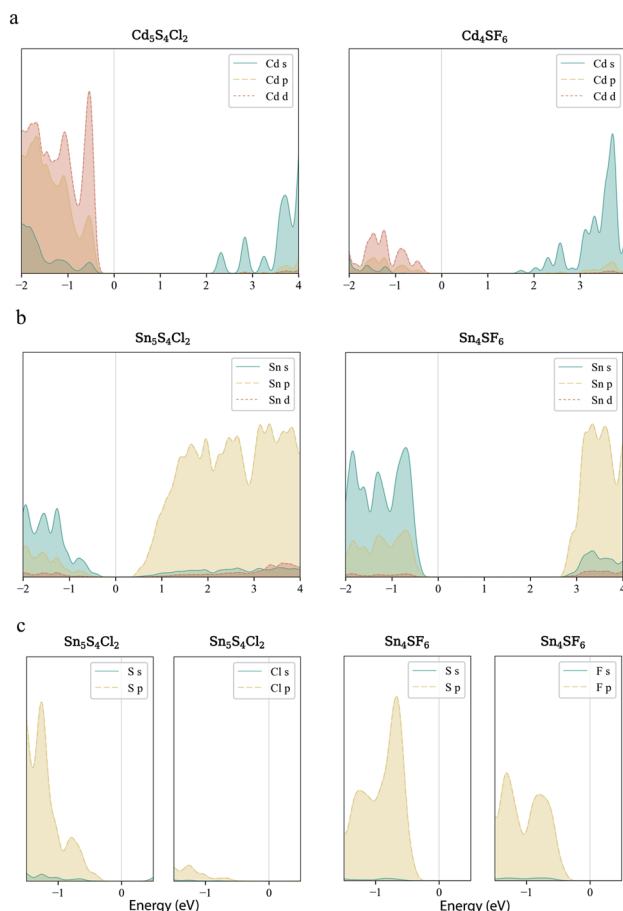 a
Cd₅S₄Cl₂
Cd₄SF₆
Cd s
Cd p
Cd d
Cd s
Cd p
Cd d
−2 −1 0 1 2 3 4
−2 −1 0 1 2 3
b
Sn₅S₄Cl₂
Sn₄SF₆
Sn s
Sn p
Sn d
Sn s
Sn p
Sn d
−2 −1 0 1 2 3 4
−2 −1 0 1 2 3 4
c
Sn₅S₄Cl₂
Sn₅S₄Cl₂
Sn₄SF₆
Sn₄SF₆
S s
S p
Cl s
Cl p
S s
S p
F s
F p
−1 0
−1 0
−1 0
−1 0
Energy (eV)
Energy (eV)